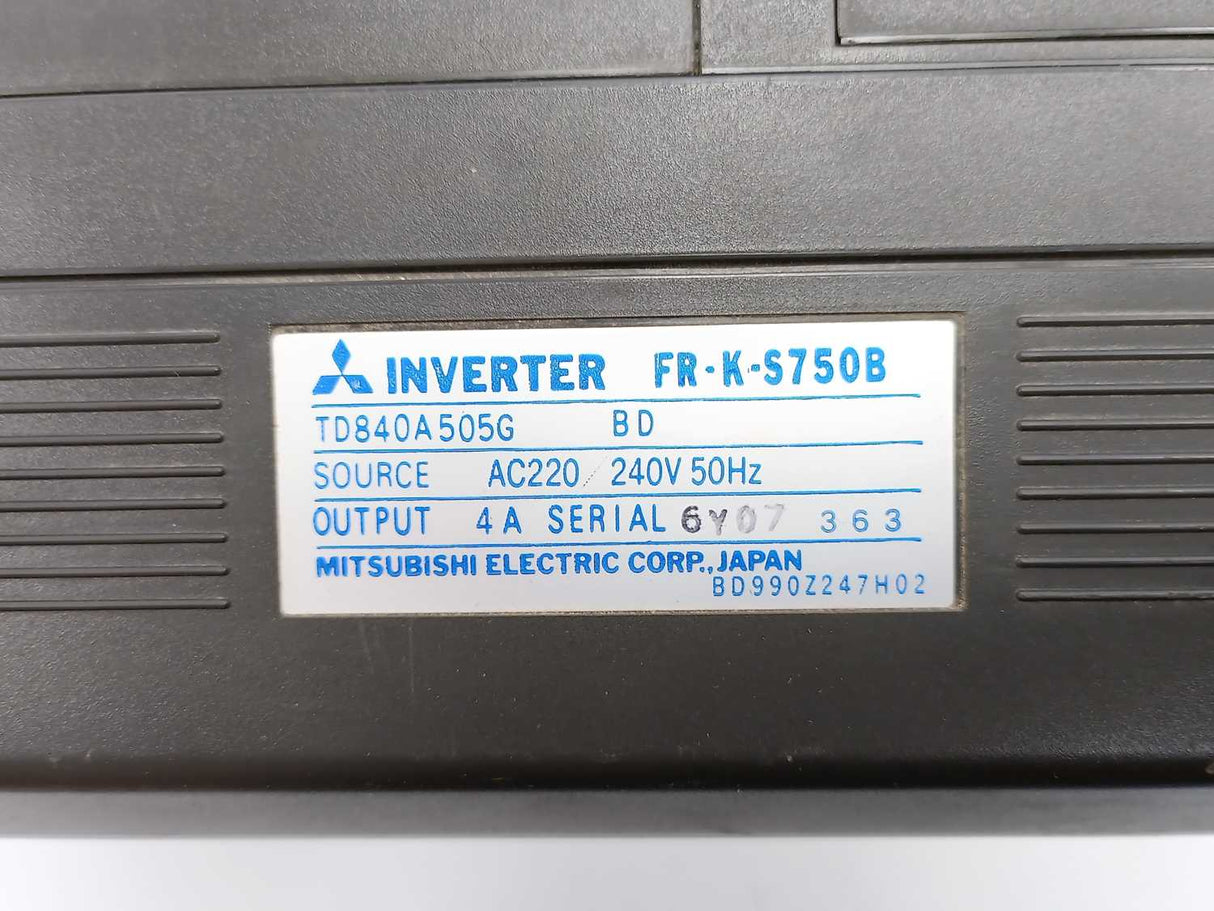 INVERTER FR-K-S750B
TD840A505G BD
SOURCE AC220/240V 50Hz
OUTPUT 4A SERIAL 6Y07 363
MITSUBISHI ELECTRIC CORP., JAPAN
BD990Z247H02